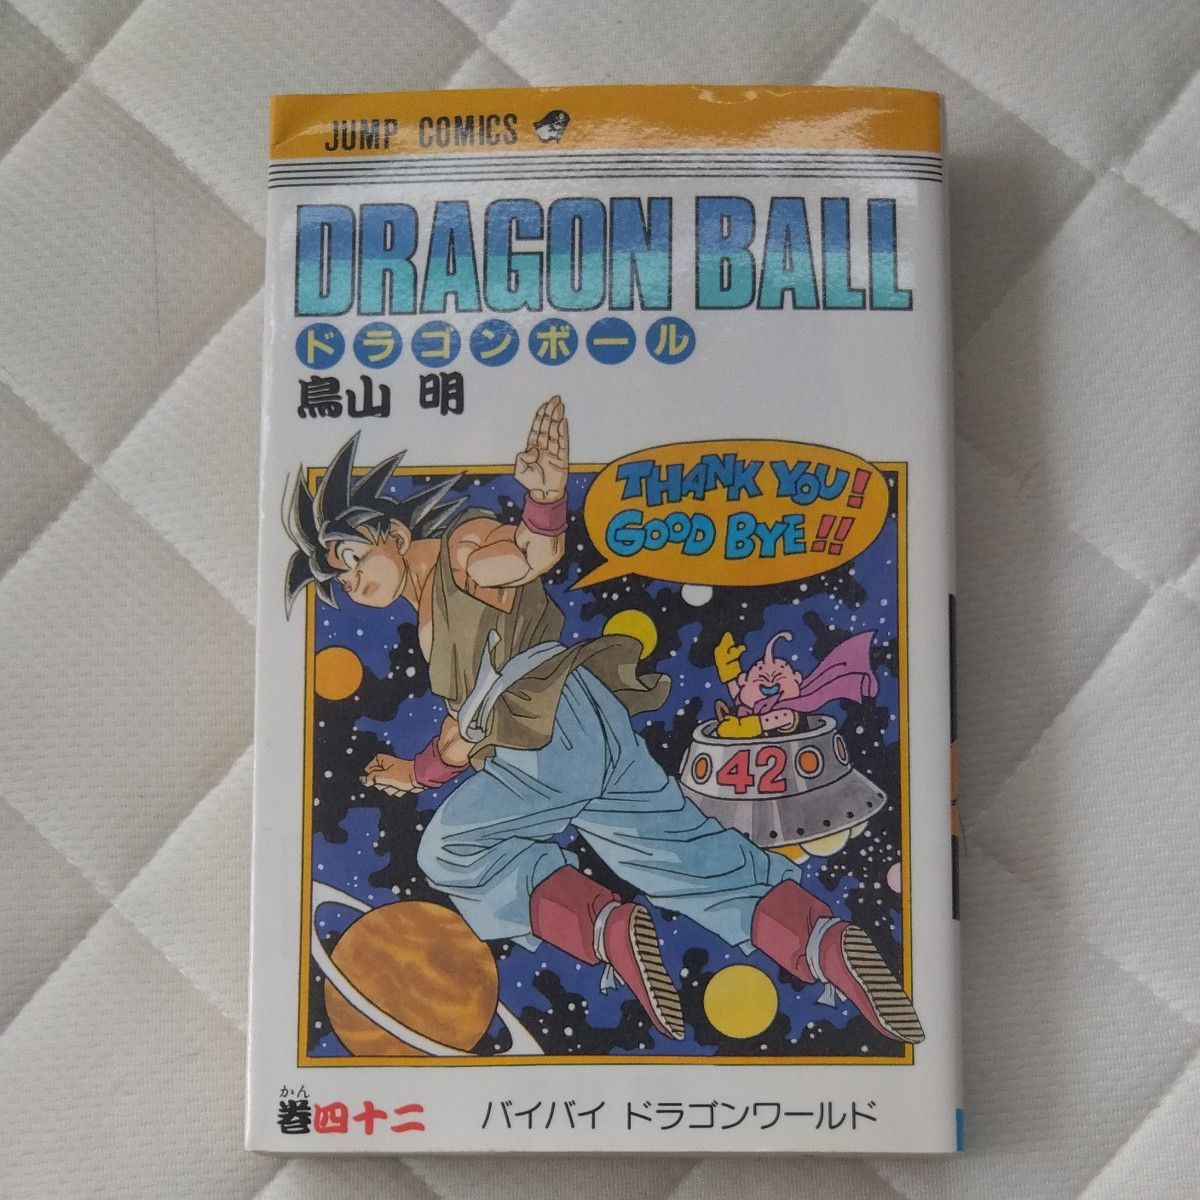 JUMP COMICS
DRAGON BALL
ドラゴンボール
鳥山 明
THANK YOU!
GOOD BYE!!
42
かん
巻四十二 バイバイ ドラゴンワールド